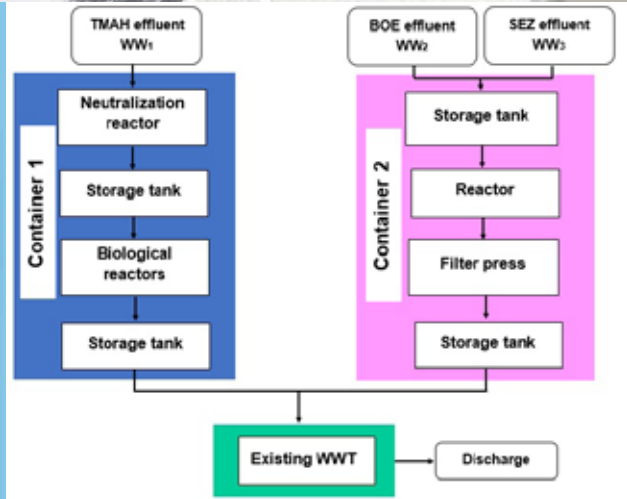 TMAH effluent
WW₁
BOE effluent
WW₂
SEZ effluent
WW₃
Container 1
Neutralization
reactor
Storage tank
Biological
reactors
Storage tank
Container 2
Storage tank
Reactor
Filter press
Storage tank
Existing WWT
Discharge